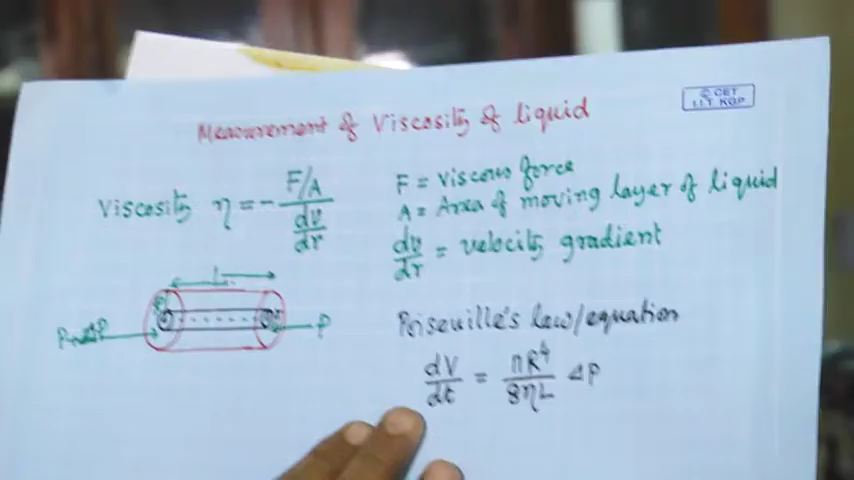 © CET
I.I.T. KGP
Measurement of Viscosity of liquid
Viscosity η = - F/A / dv/dr
F = viscous force
A = Area of moving layer of liquid
dv/dr = velocity gradient
L
P+ΔP
P
Poiseuille's law/equation
dV/dt = πR⁴/8ηL ΔP